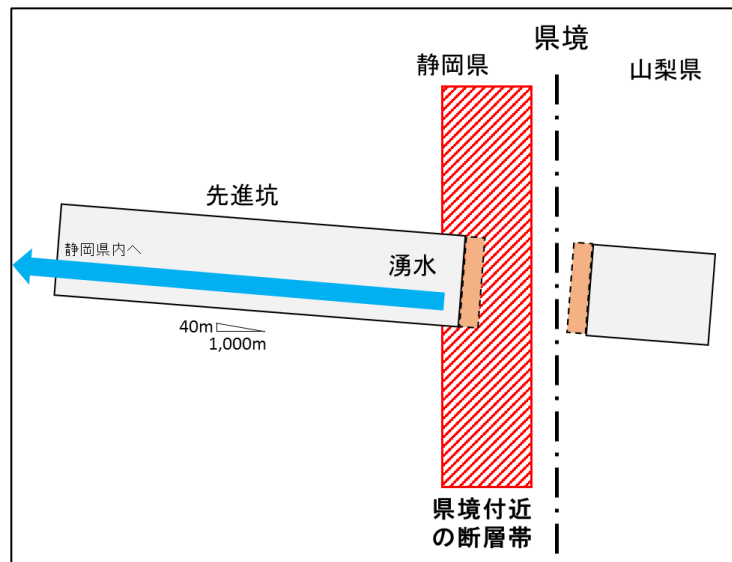 県境
静岡県
山梨県
先進坑
静岡県内へ
湧水
40m
1,000m
県境付近
の断層帯